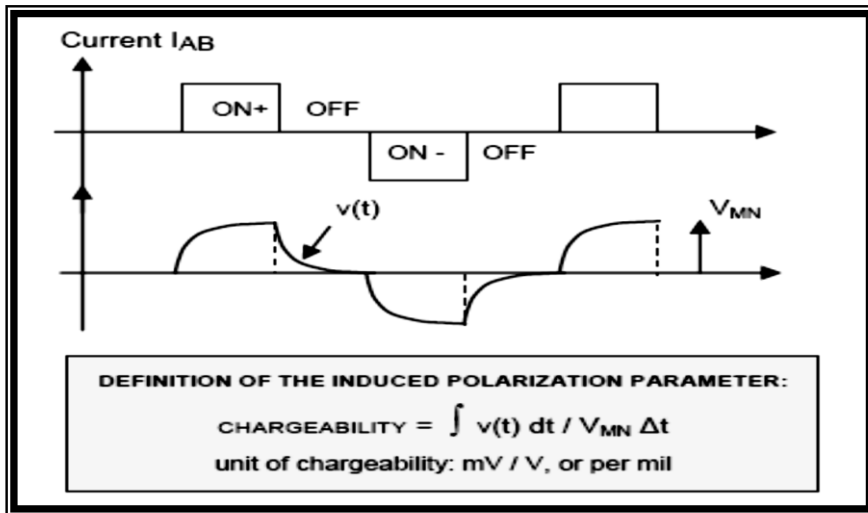 Current IAB
ON+ OFF
ON - OFF
v(t)
VMN
DEFINITION OF THE INDUCED POLARIZATION PARAMETER:
CHARGEABILITY = ∫ v(t) dt / VMN Δt
unit of chargeability: mV / V, or per mil